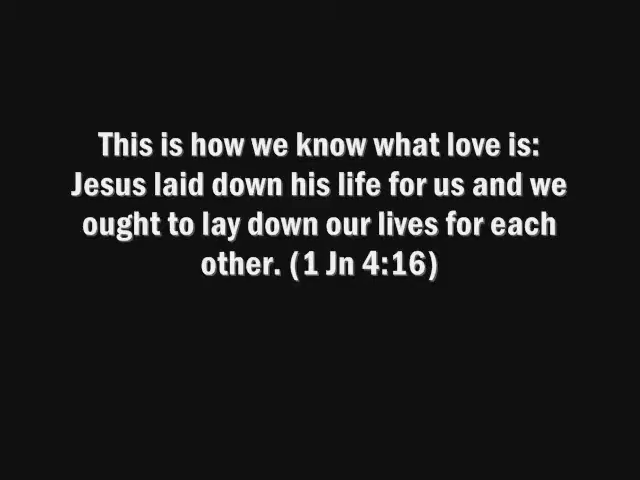 This is how we know what love is:
Jesus laid down his life for us and we
ought to lay down our lives for each
other. (1 Jn 4:16)